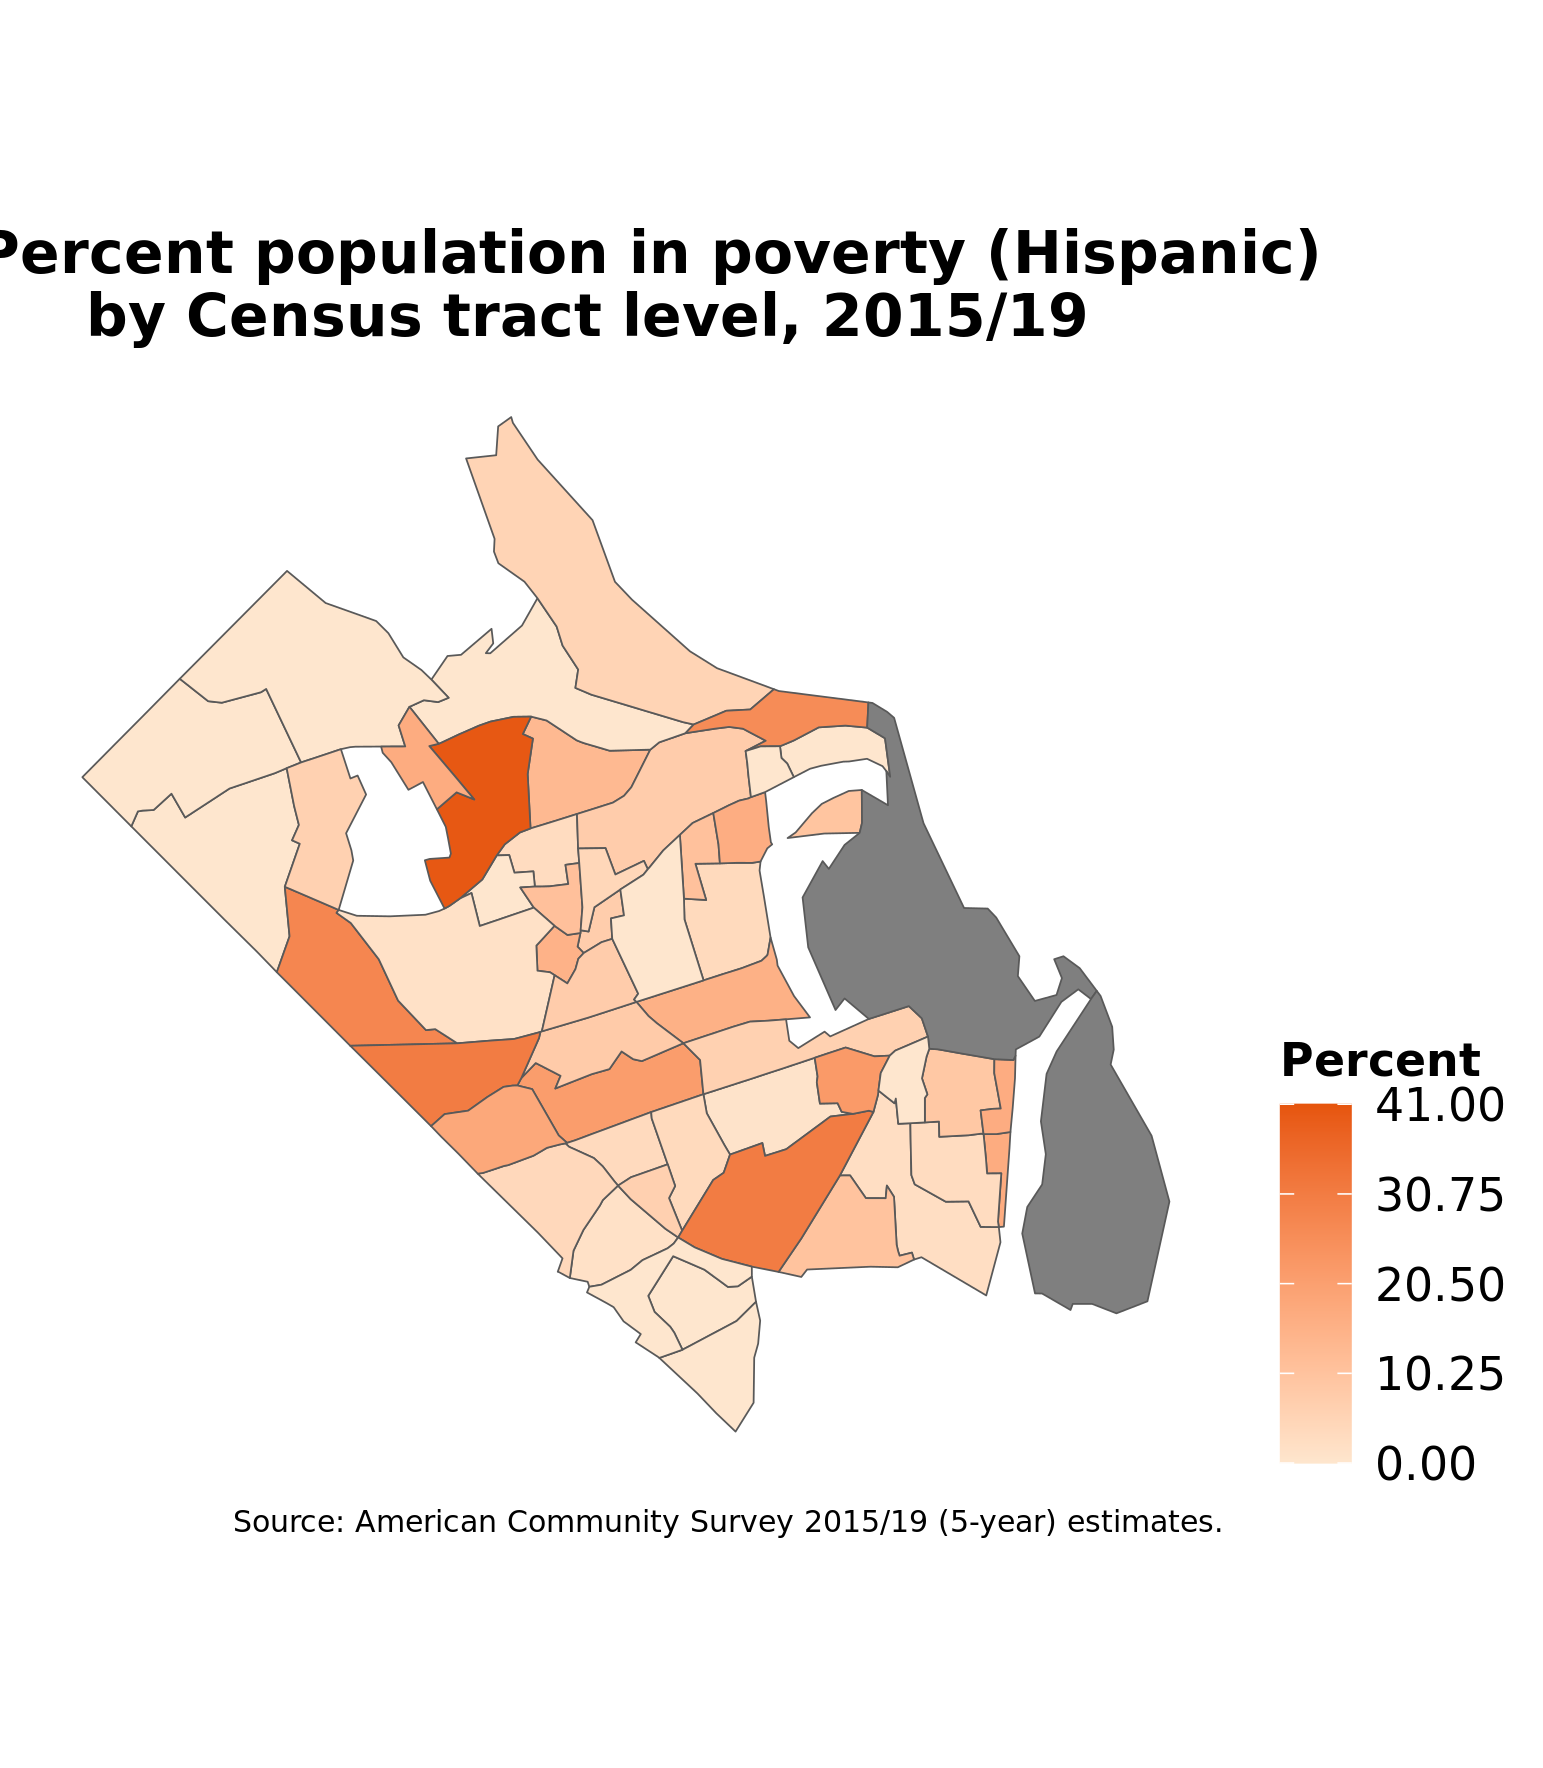 Percent population in poverty (Hispanic)
by Census tract level, 2015/19
Percent
41.00
30.75
20.50
10.25
0.00
Source: American Community Survey 2015/19 (5-year) estimates.